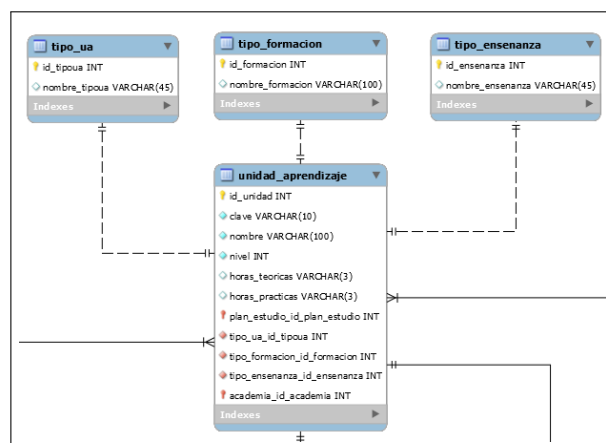 tipo_ua
id_tipoua INT
nombre_tipoua VARCHAR(45)
Indexes
tipo_formacion
id_formacion INT
nombre_formacion VARCHAR(100)
Indexes
tipo_ensenanza
id_ensenanza INT
nombre_ensenanza VARCHAR(45)
Indexes
unidad_aprendizaje
id_unidad INT
clave VARCHAR(10)
nombre VARCHAR(100)
nivel INT
horas_teoricas VARCHAR(3)
horas_practicas VARCHAR(3)
plan_estudio_id_plan_estudio INT
tipo_ua_id_tipoua INT
tipo_formacion_id_formacion INT
tipo_ensenanza_id_ensenanza INT
academia_id_academia INT
Indexes